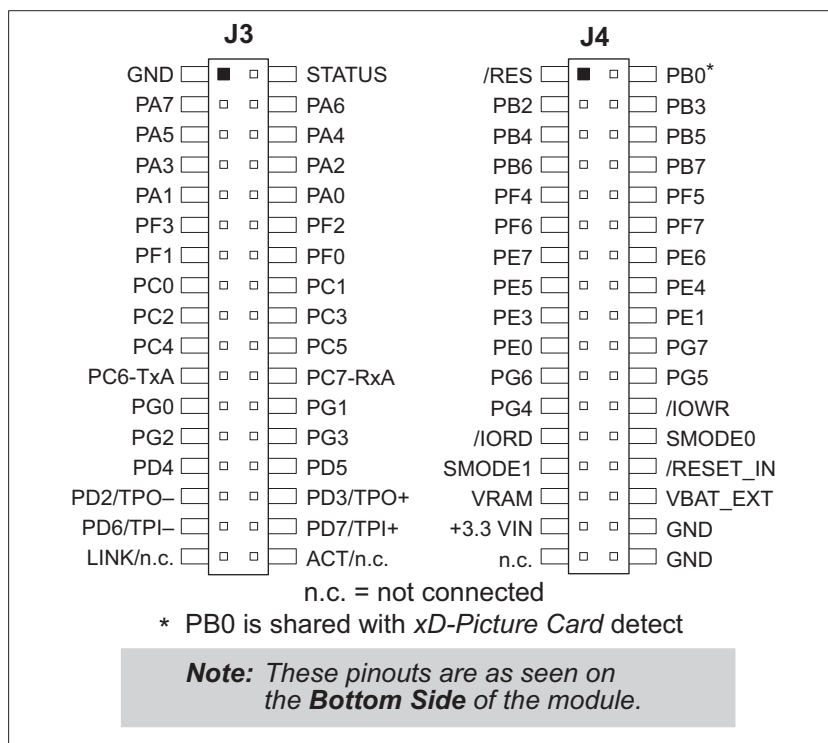 J3 J4
GND STATUS /RES PB0*
PA7 PA6 PB2 PB3
PA5 PA4 PB4 PB5
PA3 PA2 PB6 PB7
PA1 PA0 PF4 PF5
PF3 PF2 PF6 PF7
PF1 PF0 PE7 PE6
PC0 PC1 PE5 PE4
PC2 PC3 PE3 PE1
PC4 PC5 PE0 PG7
PC6-TxA PC7-RxA PG6 PG5
PG0 PG1 PG4 /IOWR
PG2 PG3 /IORD SMODE0
PD4 PD5 SMODE1 /RESET_IN
PD2/TPO– PD3/TPO+ VRAM VBAT_EXT
PD6/TPI– PD7/TPI+ +3.3 VIN GND
LINK/n.c. ACT/n.c. n.c. GND
n.c. = not connected
* PB0 is shared with xD-Picture Card detect
Note: These pinouts are as seen on
the Bottom Side of the module.